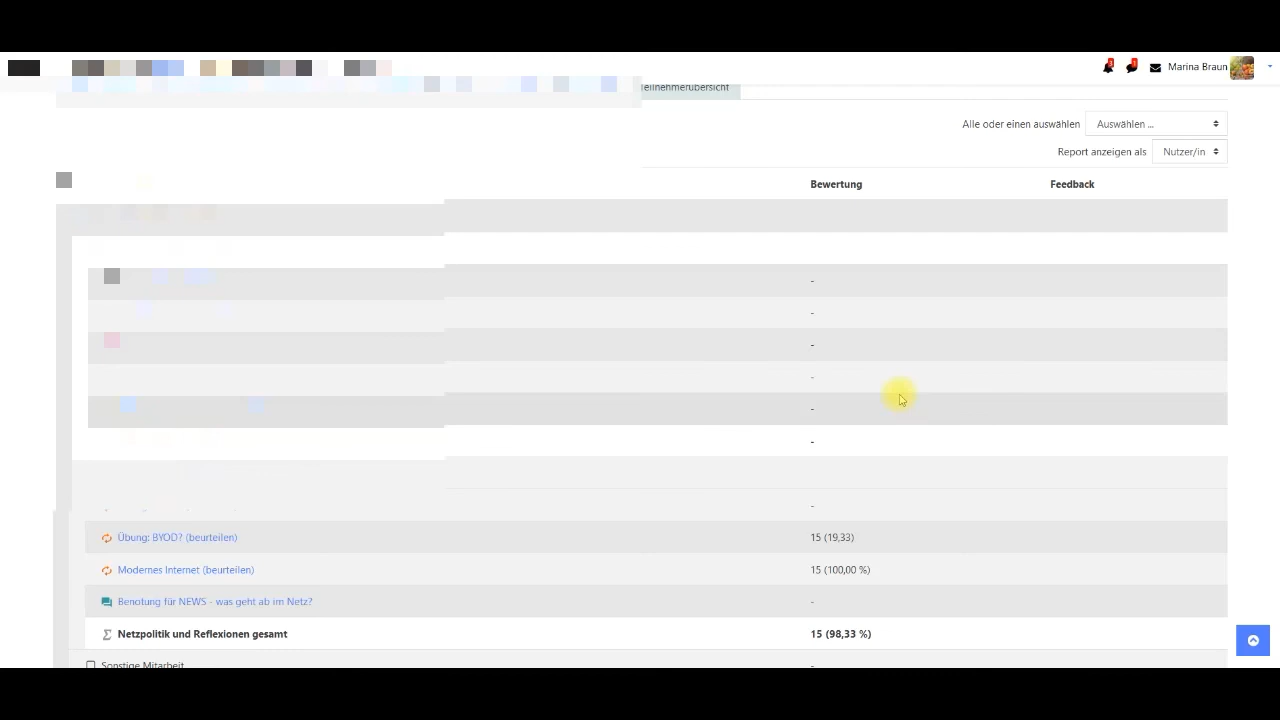 Marina Braun
Teilnehmerübersicht
Alle oder einen auswählen Auswählen ...
Report anzeigen als Nutzer/in
Bewertung Feedback
-
-
-
-
-
-
-
Übung: BYOD? (beurteilen) 15 (19,33)
Modernes Internet (beurteilen) 15 (100,00 %)
Benotung für NEWS - was geht ab im Netz? -
Netzpolitik und Reflexionen gesamt 15 (98,33 %)
Sonstige Mitarbeit -